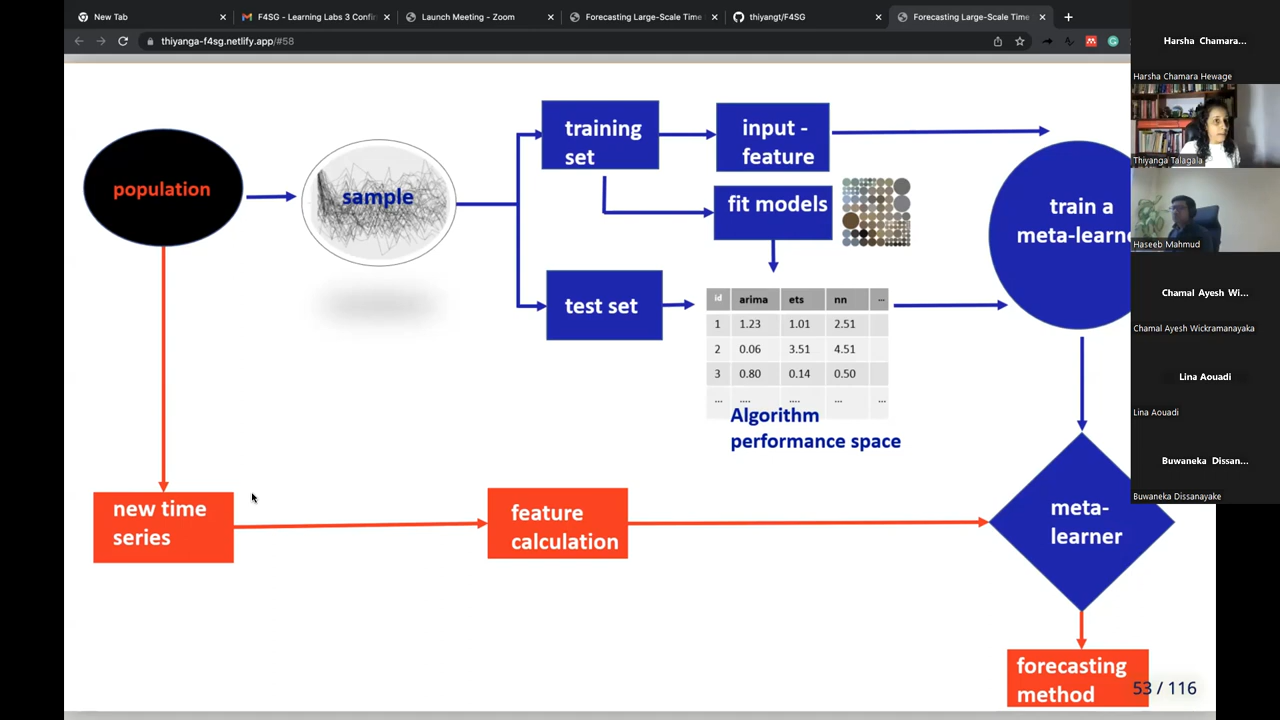 New Tab
F4SG - Learning Labs 3 Confir
Launch Meeting - Zoom
Forecasting Large-Scale Time
thiyangt/F4SG
Forecasting Large-Scale Time
thiyanga-f4sg.netlify.app/#58
population
sample
training
set
input -
feature
fit models
test set
id arima ets nn ...
1 1.23 1.01 2.51
2 0.06 3.51 4.51
3 0.80 0.14 0.50
... .... .... ... ...
Algorithm
performance space
train a
meta-learne
new time
series
feature
calculation
meta-
learner
forecasting
method
53 / 116
Harsha Chamara...
Harsha Chamara Hewage
Thiyanga Talagala
Haseeb Mahmud
Chamal Ayesh Wi...
Chamal Ayesh Wickramanayaka
Lina Aouadi
Lina Aouadi
Buwaneka Dissan...
Buwaneka Dissanayake